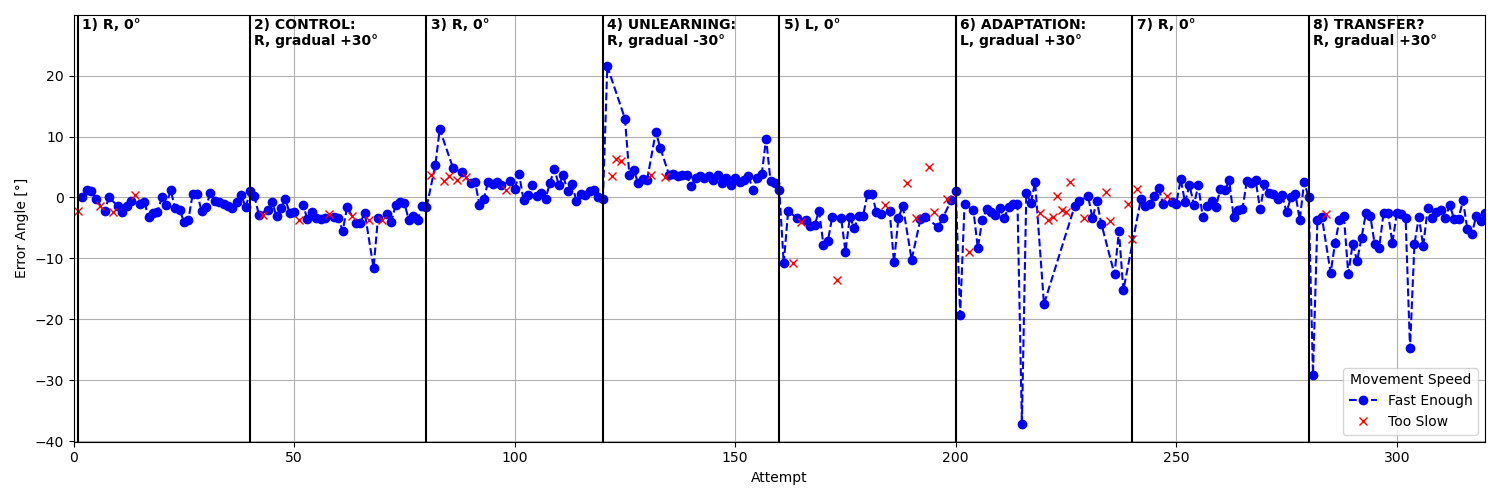 1) R, 0°
2) CONTROL:
R, gradual +30°
3) R, 0°
4) UNLEARNING:
R, gradual -30°
5) L, 0°
6) ADAPTATION:
L, gradual +30°
7) R, 0°
8) TRANSFER?
R, gradual +30°
Error Angle [°]
20
10
0
−10
−20
−30
−40
Movement Speed
Fast Enough
Too Slow
0
50
100
150
200
250
300
Attempt